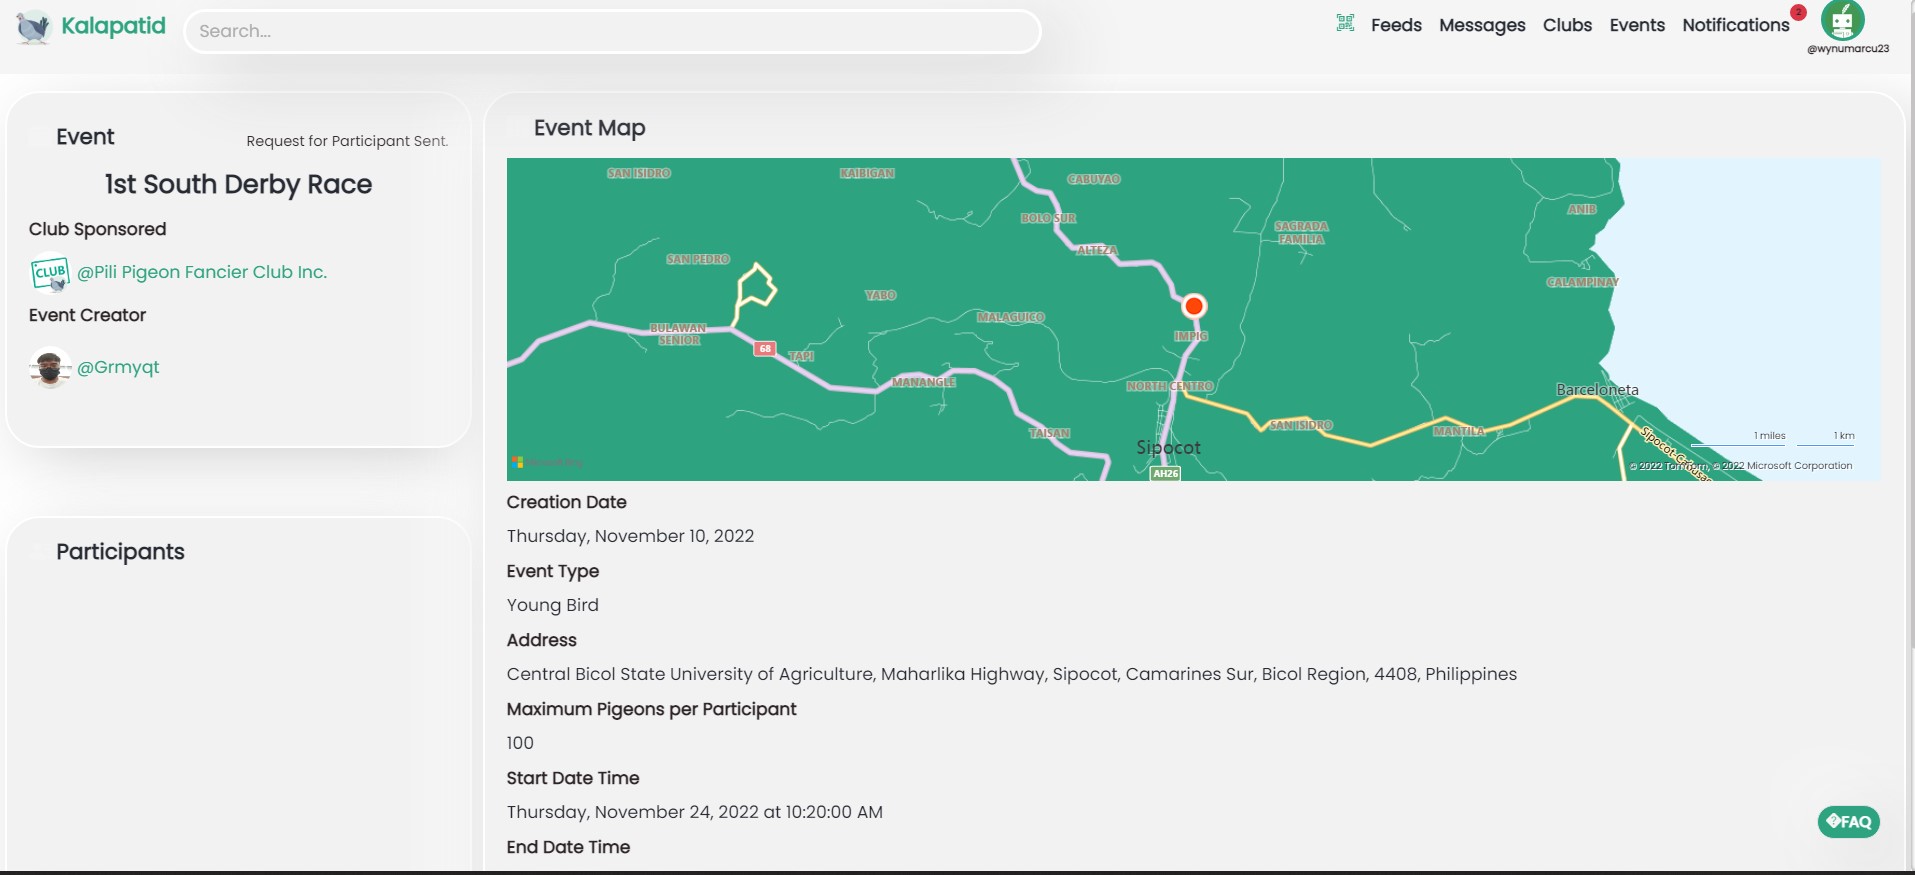 Kalapatid
Search...
Feeds
Messages
Clubs
Events
Notifications
2
@wynumarcu23
Event
Request for Participant Sent.
1st South Derby Race
Club Sponsored
CLUB
@Pili Pigeon Fancier Club Inc.
Event Creator
@Grmyqt
Participants
Event Map
SAN ISIDRO
KAIBIGAN
CABUYAO
ANIB
BOLO SUR
SAGRADA
FAMILIA
ALTEZA
SAN PEDRO
CALAMPINAY
YABO
MALAGUICO
BULAWAN
SENIOR
IMPIG
68
TAPI
MANANGLE
NORTH CENTRO
Barceloneta
SAN ISIDRO
MANTILA
TAISAN
Sipocot
AH26
1 miles
1 km
© 2022 TomTom, © 2022 Microsoft Corporation
Creation Date
Thursday, November 10, 2022
Event Type
Young Bird
Address
Central Bicol State University of Agriculture, Maharlika Highway, Sipocot, Camarines Sur, Bicol Region, 4408, Philippines
Maximum Pigeons per Participant
100
Start Date Time
Thursday, November 24, 2022 at 10:20:00 AM
End Date Time
�FAQ